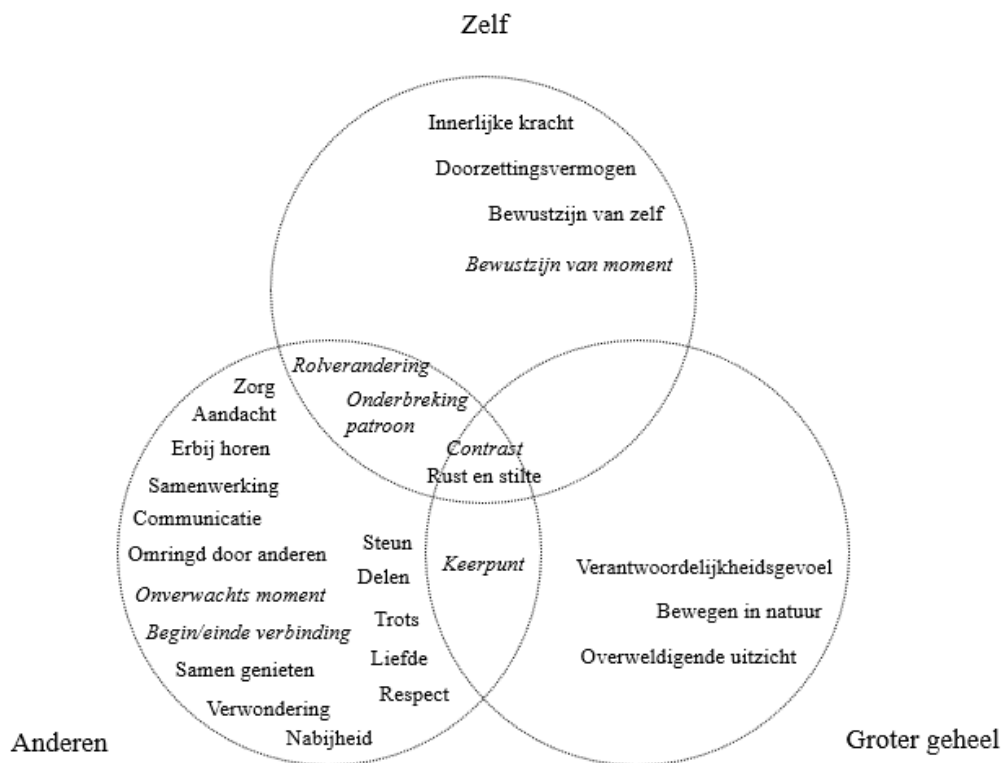 Zelf
Innerlijke kracht
Doorzettingsvermogen
Bewustzijn van zelf
Bewustzijn van moment
Rolverandering
Zorg
Onderbreking
patroon
Aandacht
Erbij horen
Contrast
Rust en stilte
Samenwerking
Communicatie
Omringd door anderen
Steun
Delen
Keerpunt
Verantwoordelijkheidsgevoel
Onverwachts moment
Bewegen in natuur
Begin/einde verbinding
Trots
Samen genieten
Liefde
Overweldigende uitzicht
Respect
Verwondering
Nabijheid
Anderen
Groter geheel